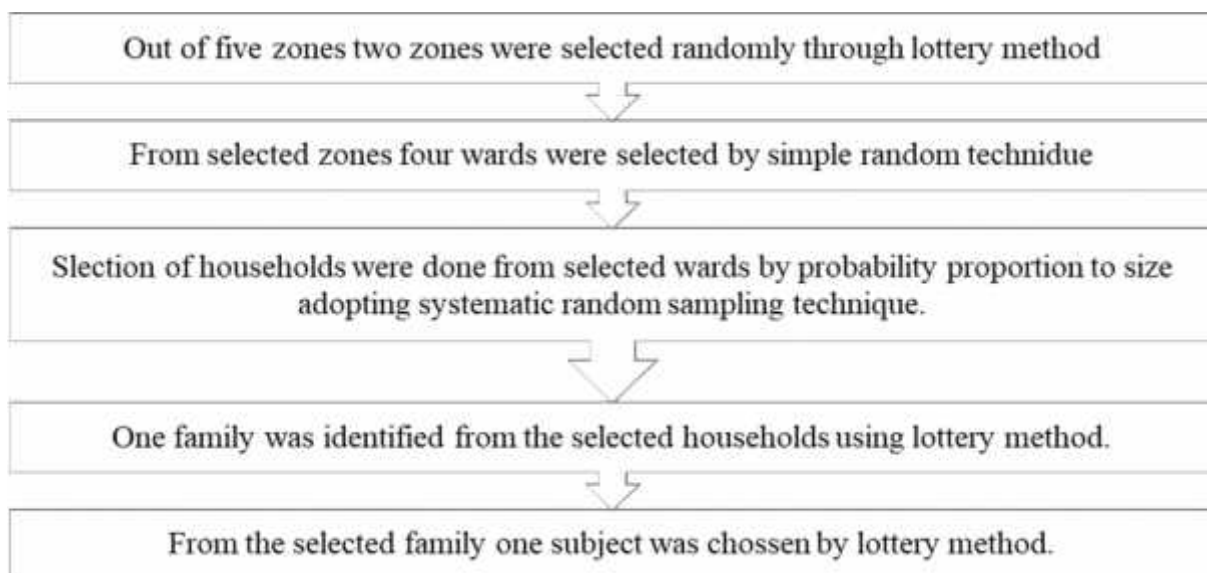 Out of five zones two zones were selected randomly through lottery method
From selected zones four wards were selected by simple random technidue
Slection of households were done from selected wards by probability proportion to size
adopting systematic random sampling technique.
One family was identified from the selected households using lottery method.
From the selected family one subject was chossen by lottery method.